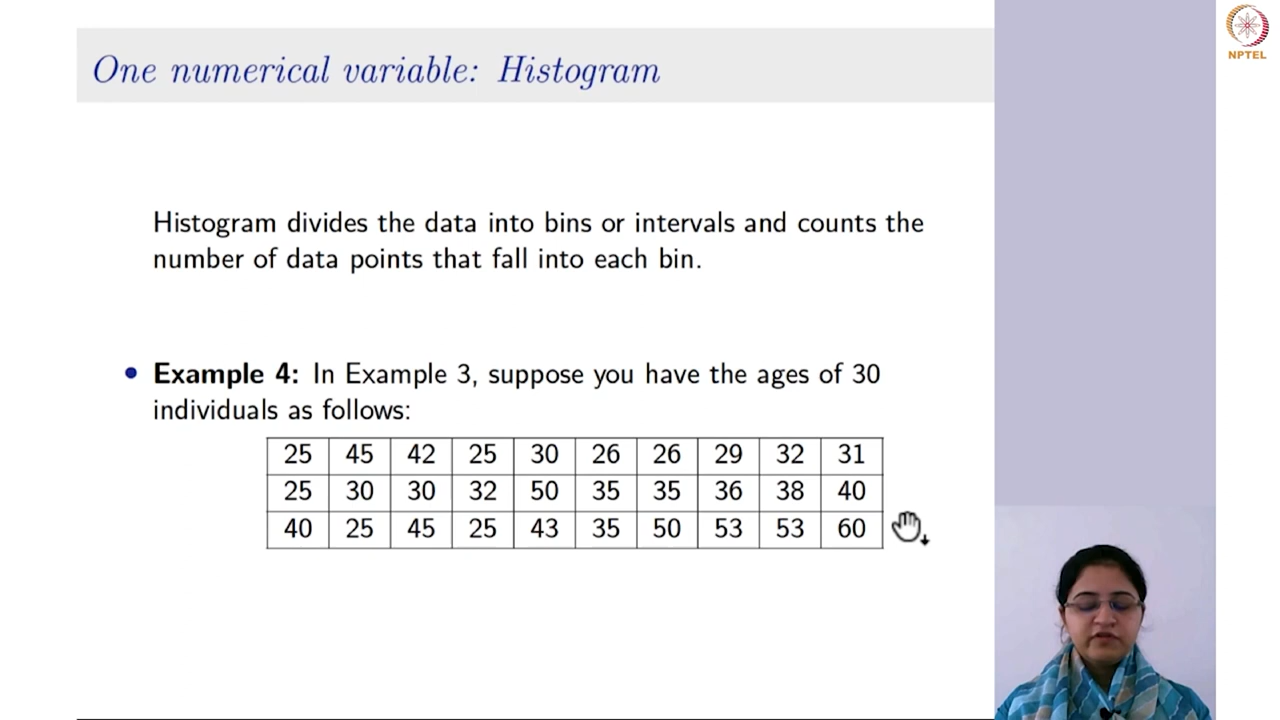 One numerical variable: Histogram
NPTEL
Histogram divides the data into bins or intervals and counts the
number of data points that fall into each bin.
• Example 4: In Example 3, suppose you have the ages of 30
individuals as follows:
25 45 42 25 30 26 26 29 32 31
25 30 30 32 50 35 35 36 38 40
40 25 45 25 43 35 50 53 53 60